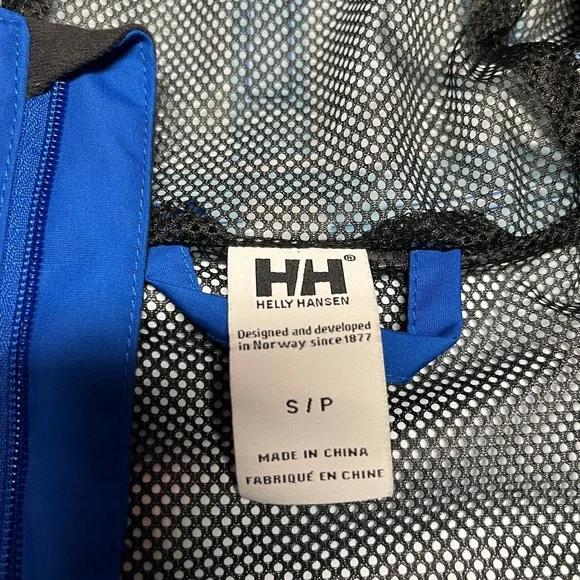 HH®
HELLY HANSEN
Designed and developed
in Norway since 1877
S / P
MADE IN CHINA
FABRIQUÉ EN CHINE